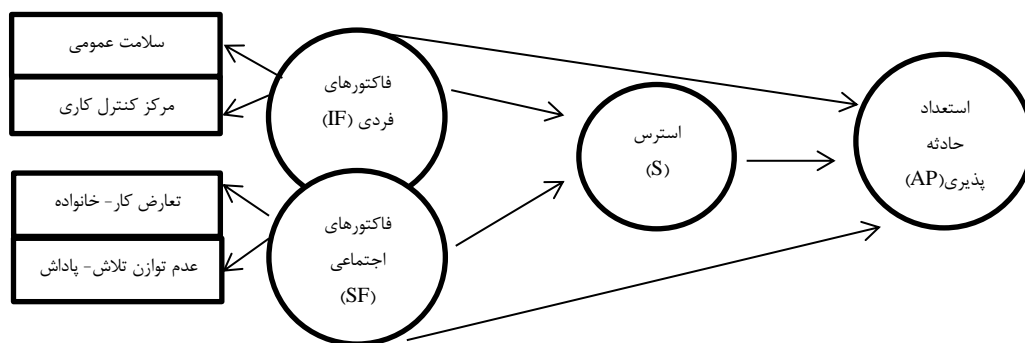 سلامت عمومی
مرکز کنترل کاری
تعارض کار- خانواده
عدم توازن تلاش- پاداش
فاکتورهای
فردی (IF)
فاکتورهای
اجتماعی
(SF)
استرس
(S)
استعداد
حادثه
پذیری(AP)